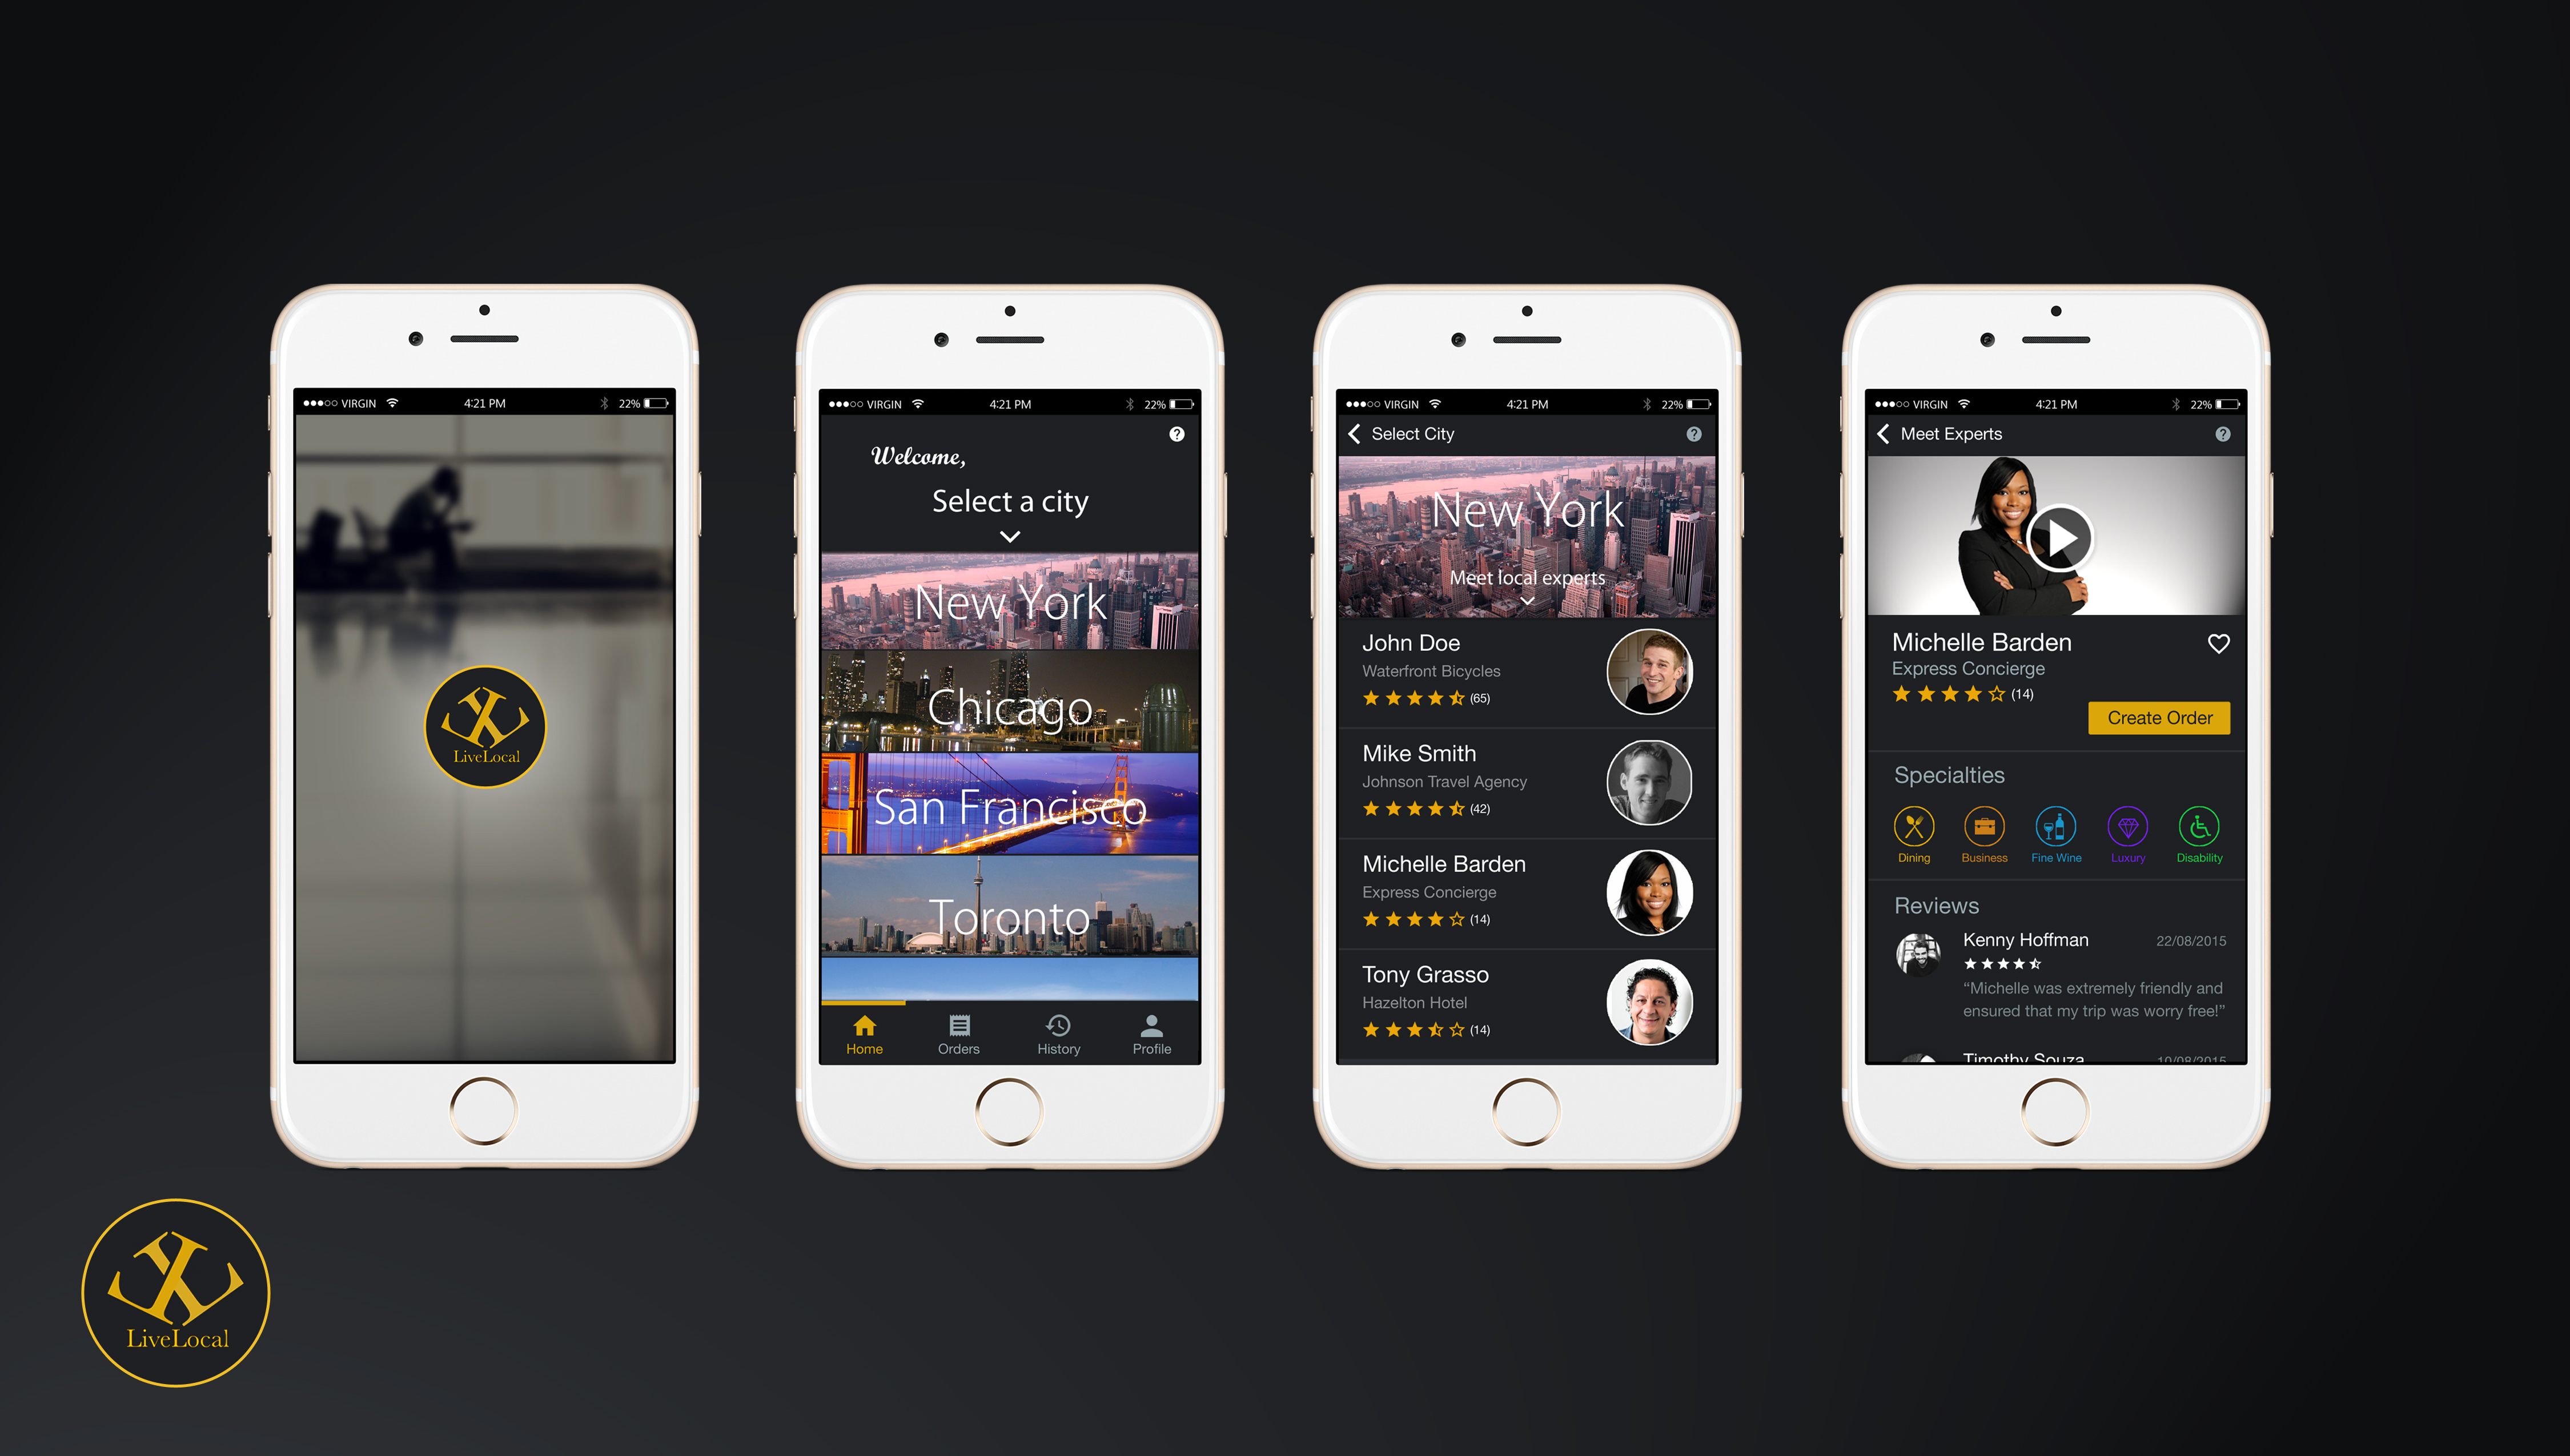 VIRGIN 4:21 PM 22%
LiveLocal
VIRGIN 4:21 PM 22%
?
Welcome,
Select a city
New York
Chicago
San Francisco
Toronto
Home Orders History Profile
VIRGIN 4:21 PM 22%
Select City ?
New York
Meet local experts
John Doe
Waterfront Bicycles
(65)
Mike Smith
Johnson Travel Agency
(42)
Michelle Barden
Express Concierge
(14)
Tony Grasso
Hazelton Hotel
(14)
VIRGIN 4:21 PM 22%
Meet Experts ?
Michelle Barden
Express Concierge
(14)
Create Order
Specialties
Dining Business Fine Wine Luxury Disability
Reviews
Kenny Hoffman 22/08/2015
“Michelle was extremely friendly and
ensured that my trip was worry free!”
Timothy Souza 10/08/2015
LiveLocal